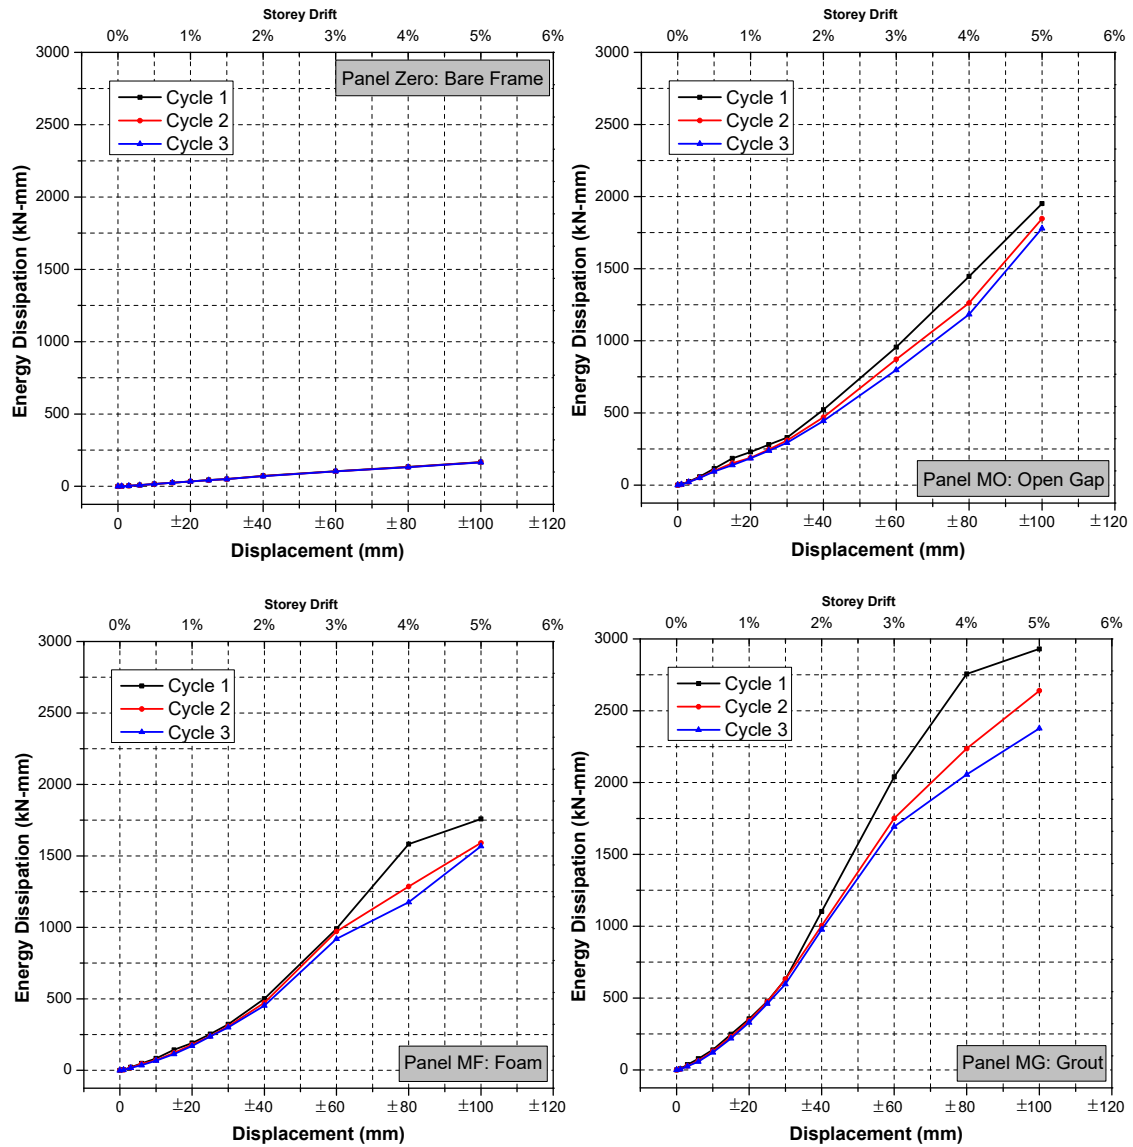 Storey Drift
0% 1% 2% 3% 4% 5% 6%
3000
2500
2000
1500
1000
500
0
Energy Dissipation (kN-mm)
Panel Zero: Bare Frame
Cycle 1
Cycle 2
Cycle 3
0 ±20 ±40 ±60 ±80 ±100 ±120
Displacement (mm)
Storey Drift
0% 1% 2% 3% 4% 5% 6%
3000
2500
2000
1500
1000
500
0
Energy Dissipation (kN-mm)
Cycle 1
Cycle 2
Cycle 3
Panel MO: Open Gap
0 ±20 ±40 ±60 ±80 ±100 ±120
Displacement (mm)
Storey Drift
0% 1% 2% 3% 4% 5% 6%
3000
2500
2000
1500
1000
500
0
Energy Dissipation (kN-mm)
Cycle 1
Cycle 2
Cycle 3
Panel MF: Foam
0 ±20 ±40 ±60 ±80 ±100 ±120
Displacement (mm)
Storey Drift
0% 1% 2% 3% 4% 5% 6%
3000
2500
2000
1500
1000
500
0
Energy Dissipation (kN-mm)
Cycle 1
Cycle 2
Cycle 3
Panel MG: Grout
0 ±20 ±40 ±60 ±80 ±100 ±120
Displacement (mm)